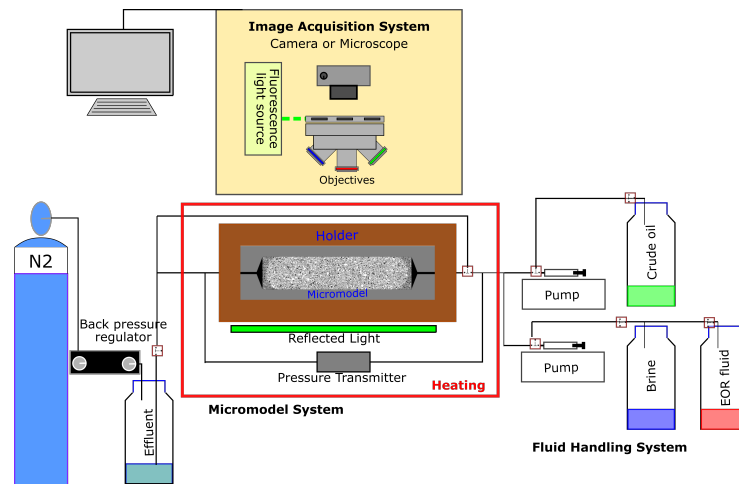 Image Acquisition System
Camera or Microscope
Fluorescence
light source
Objectives
N2
Back pressure
regulator
Effluent
Holder
Micromodel
Reflected Light
Pressure Transmitter
Heating
Micromodel System
Crude oil
Pump
Pump
Brine
EOR fluid
Fluid Handling System